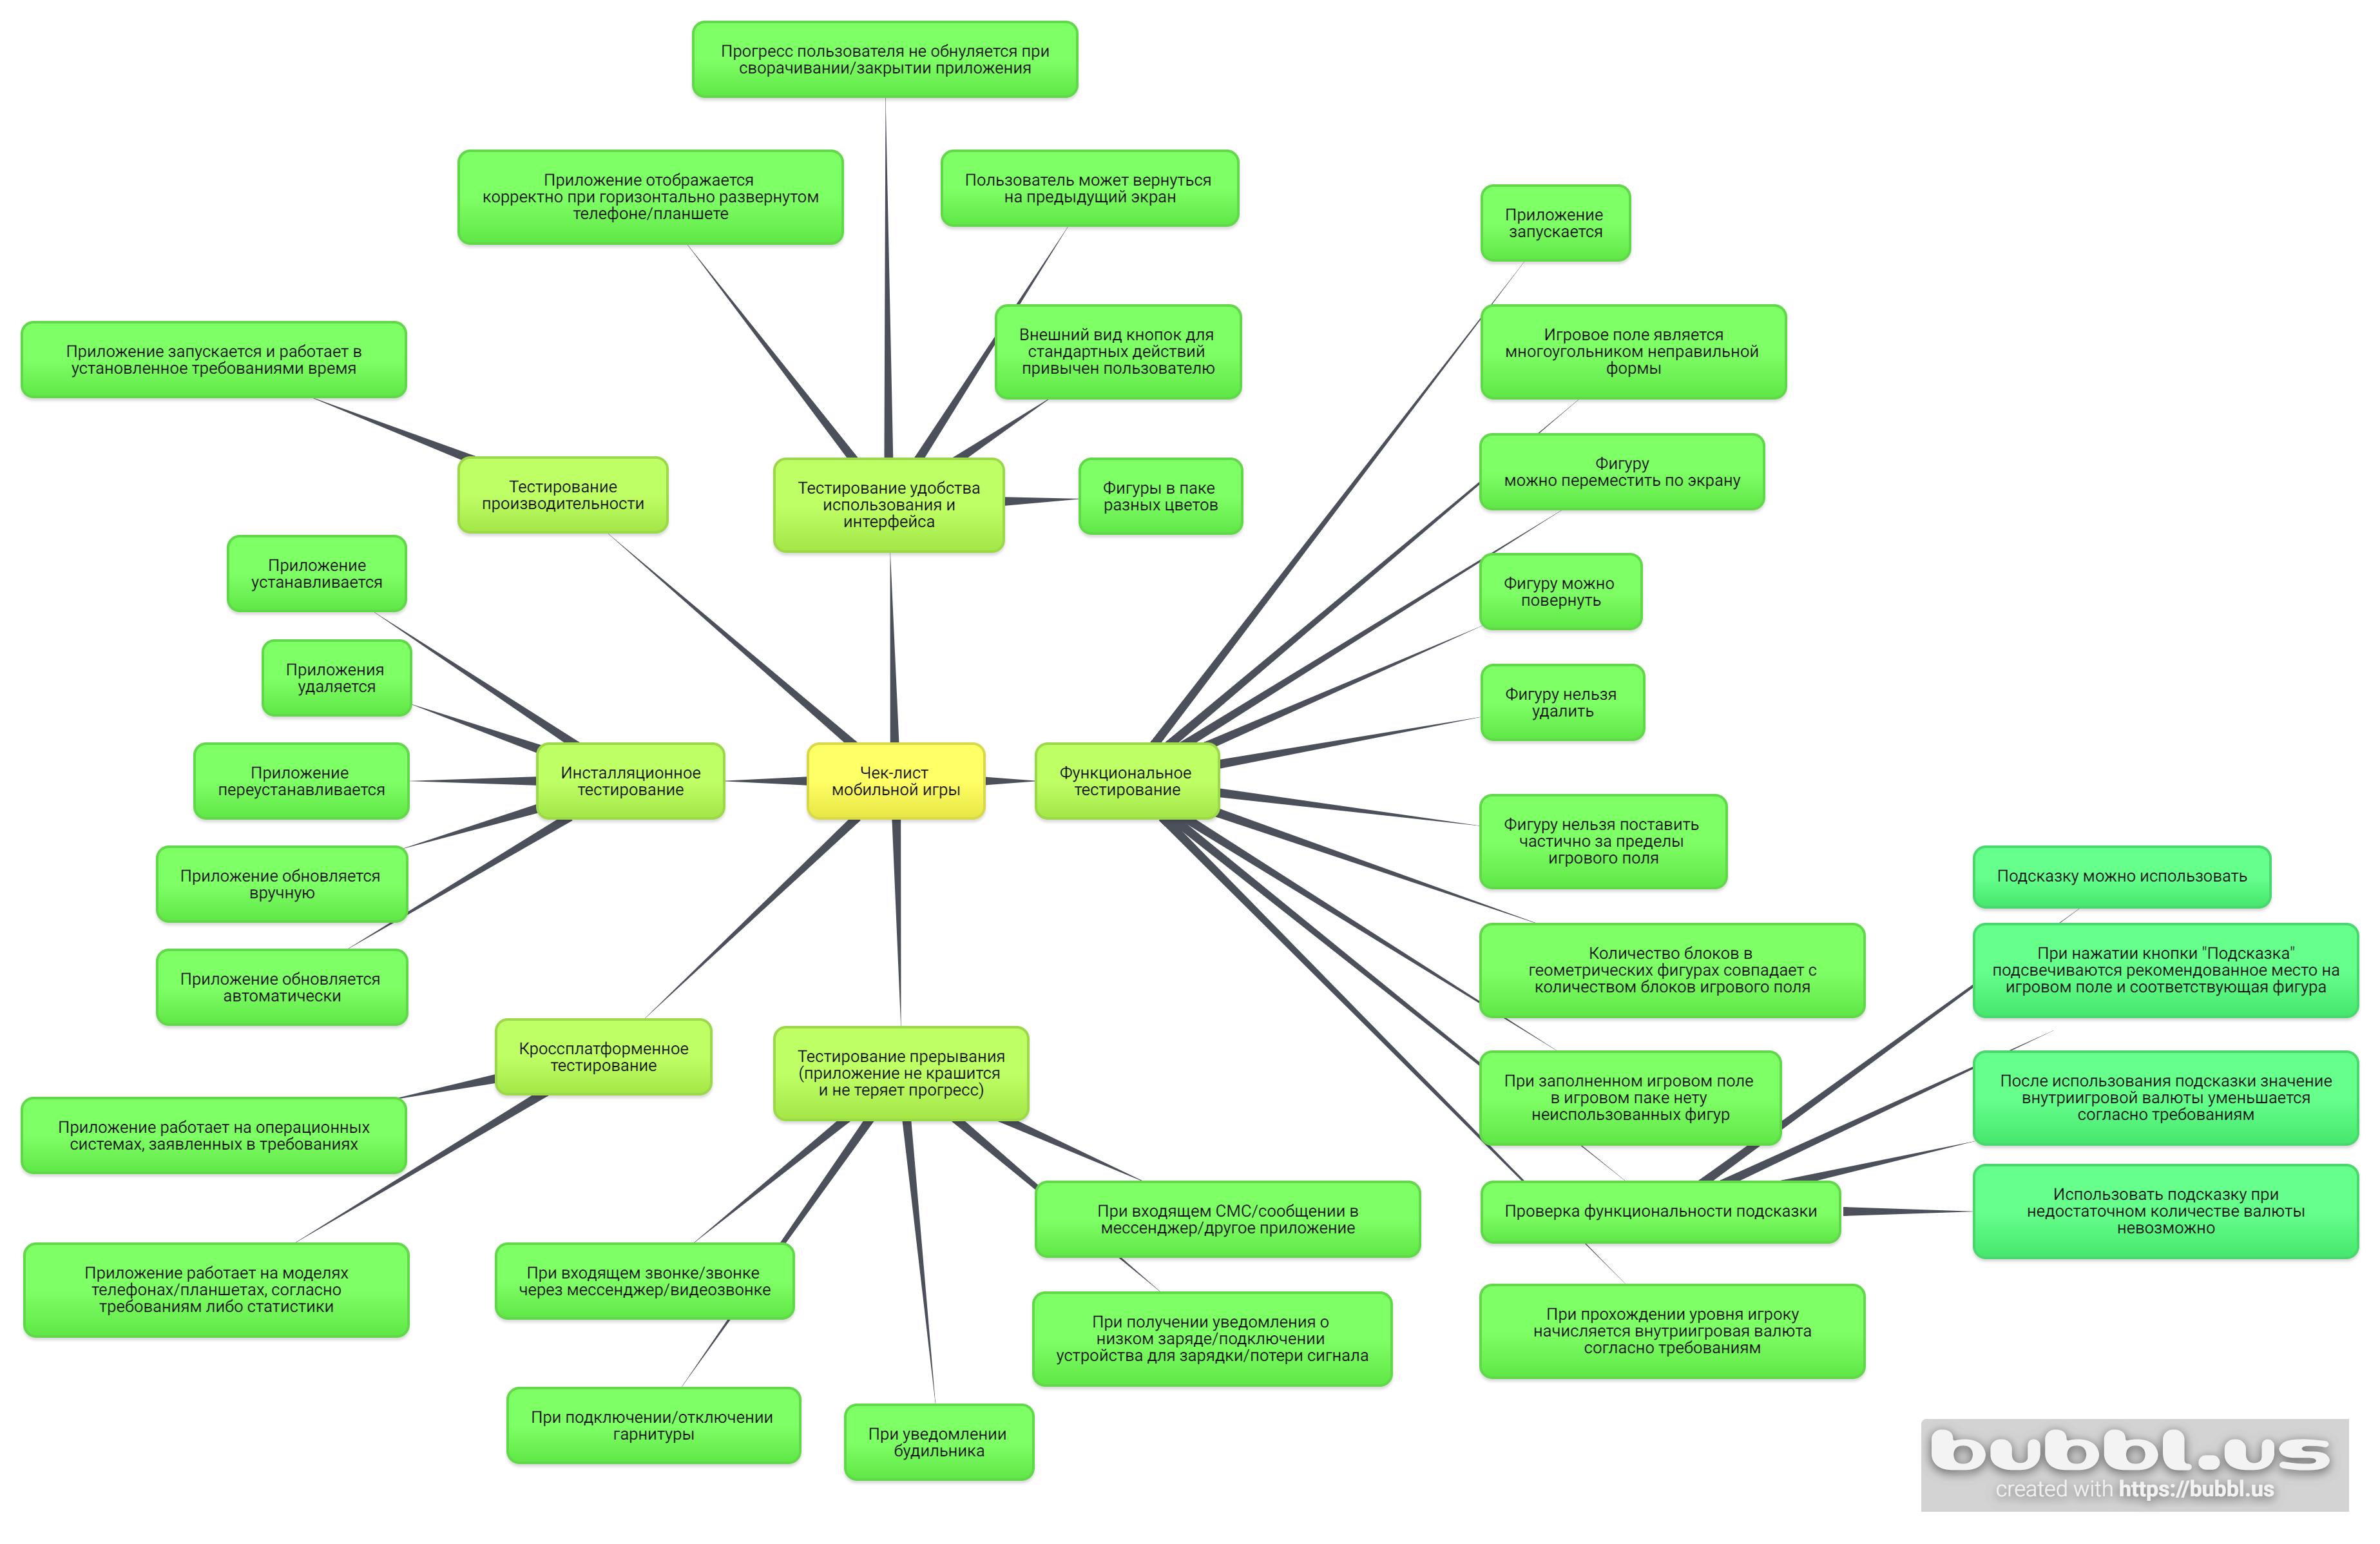 Прогресс пользователя не обнуляется при
сворачивании/закрытии приложения
Приложение отображается
корректно при горизонтально развернутом
телефоне/планшете
Пользователь может вернуться
на предыдущий экран
Внешний вид кнопок для
стандартных действий
привычен пользователю
Фигуры в паке
разных цветов
Тестирование удобства
использования и
интерфейса
Приложение запускается и работает в
установленное требованиями время
Тестирование
производительности
Приложение
устанавливается
Приложения
удаляется
Приложение
переустанавливается
Приложение обновляется
вручную
Приложение обновляется
автоматически
Инсталляционное
тестирование
Чек-лист
мобильной игры
Функциональное
тестирование
Приложение
запускается
Игровое поле является
многоугольником неправильной
формы
Фигуру
можно переместить по экрану
Фигуру можно
повернуть
Фигуру нельзя
удалить
Фигуру нельзя поставить
частично за пределы
игрового поля
Количество блоков в
геометрических фигурах совпадает с
количеством блоков игрового поля
При заполненном игровом поле
в игровом паке нету
неиспользованных фигур
Проверка функциональности подсказки
При прохождении уровня игроку
начисляется внутриигровая валюта
согласно требованиям
Подсказку можно использовать
При нажатии кнопки "Подсказка"
подсвечиваются рекомендованное место на
игровом поле и соответствующая фигура
После использования подсказки значение
внутриигровой валюты уменьшается
согласно требованиям
Использовать подсказку при
недостаточном количестве валюты
невозможно
Кроссплатформенное
тестирование
Приложение работает на операционных
системах, заявленных в требованиях
Приложение работает на моделях
телефонах/планшетах, согласно
требованиям либо статистики
Тестирование прерывания
(приложение не крашится
и не теряет прогресс)
При входящем звонке/звонке
через мессенджер/видеозвонке
При подключении/отключении
гарнитуры
При уведомлении
будильника
При входящем СМС/сообщении в
мессенджер/другое приложение
При получении уведомления о
низком заряде/подключении
устройства для зарядки/потери сигнала
bubbl.us
created with https://bubbl.us